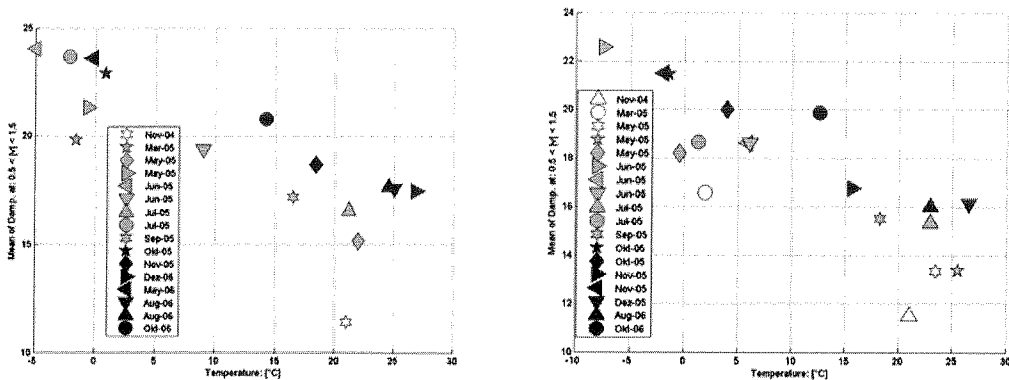 25
20
15
10
-5
0
5
10
15
20
25
30
Mean of Damp. at: 0.5 < |v| < 1.5
Temperature: [°C]
Nov-04
Mar-05
May-05
May-05
Jun-05
Jun-05
Jul-05
Jul-05
Sep-05
Okt-05
Nov-05
Dez-05
May-06
Aug-06
Aug-06
Okt-06
24
22
20
18
16
14
12
10
-10
-5
0
5
10
15
20
25
30
Mean of Damp. at: 0.5 < |v| < 1.5
Temperature: [°C]
Nov-04
Mar-05
May-05
May-05
May-05
Jun-05
Jun-05
Jun-05
Jul-05
Jul-05
Sep-05
Okt-05
Okt-05
Nov-05
Nov-05
Dez-05
Aug-06
Okt-06